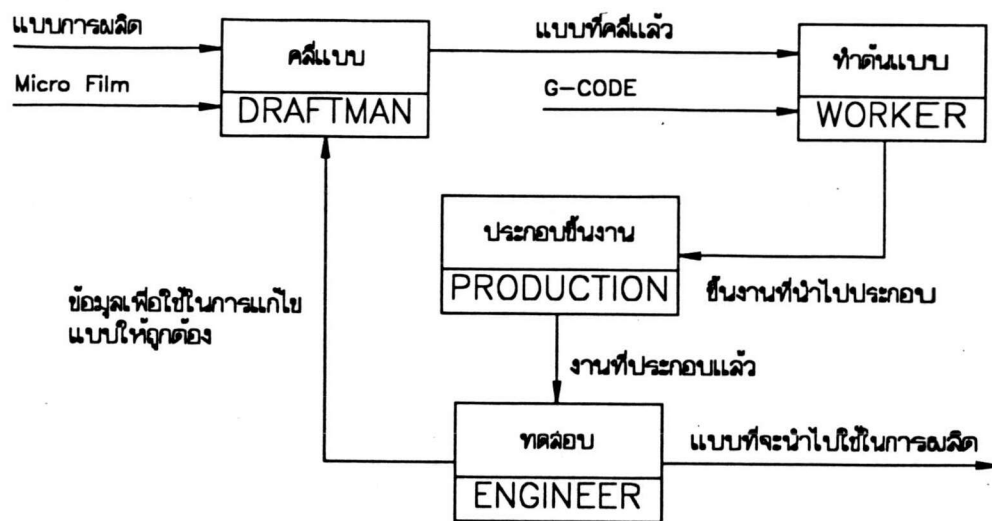 แบบการผลิต
Micro Film
คลี่แบบ
DRAFTMAN
แบบที่คลี่แล้ว
G-CODE
ทำต้นแบบ
WORKER
ประกอบชิ้นงาน
PRODUCTION
ชิ้นงานที่นำไปประกอบ
ข้อมูลเพื่อใช้ในการแก้ไข
แบบให้ถูกต้อง
งานที่ประกอบแล้ว
ทดสอบ
ENGINEER
แบบที่จะนำไปใช้ในการผลิต